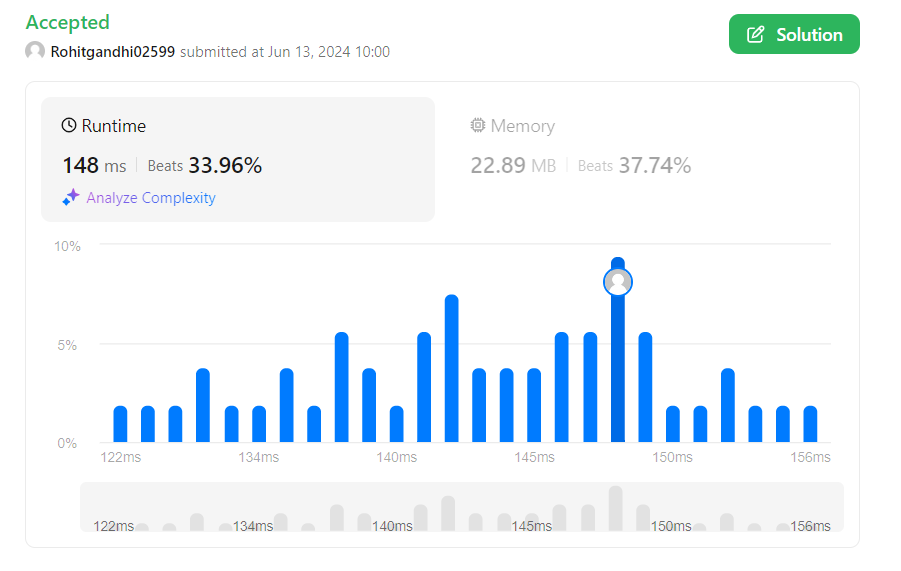 Accepted
Rohitgandhi02599 submitted at Jun 13, 2024 10:00
Solution
Runtime
148 ms Beats 33.96%
Analyze Complexity
Memory
22.89 MB Beats 37.74%
10%
5%
0%
122ms 134ms 140ms 145ms 150ms 156ms
122ms 134ms 140ms 145ms 150ms 156ms